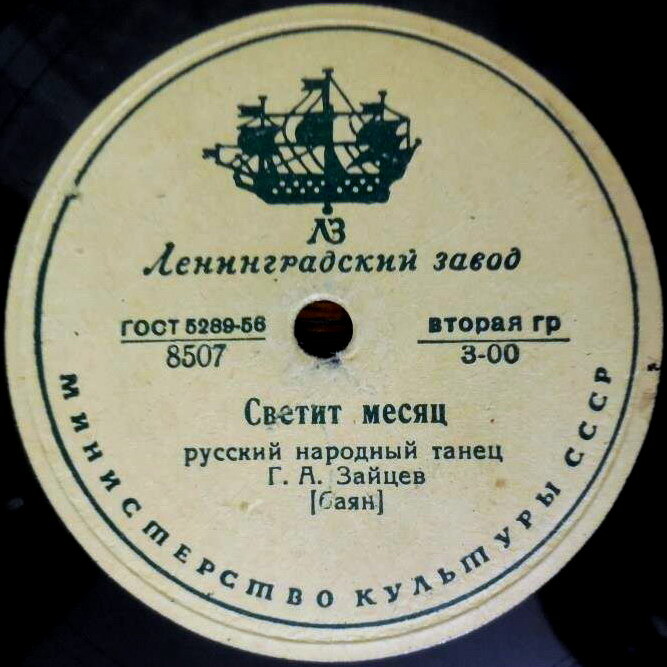 ЛЗ
Ленинградский завод
ГОСТ 5289-56
8507
вторая гр
3-00
Светит месяц
русский народный танец
Г. А. Зайцев
[баян]
МИНИСТЕРСТВО КУЛЬТУРЫ СССР